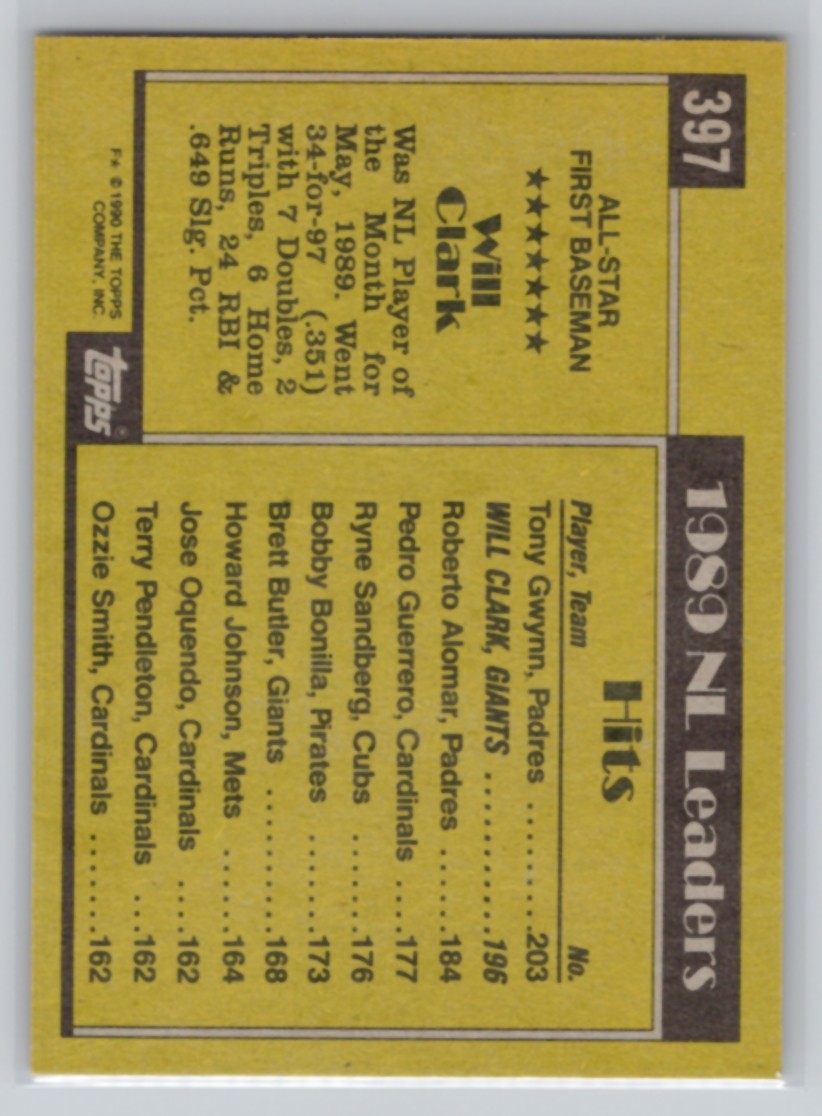 397
ALL-STAR
FIRST BASEMAN
★★★★★★★
Will
Clark
Was NL Player of
the Month for
May, 1989. Went
34-for-97 (.351)
with 7 Doubles, 2
Triples, 6 Home
Runs, 24 RBI &
.649 Slg. Pct.
F★ © 1990 THE TOPPS
COMPANY, INC.
topps®
1989 NL Leaders
Hits
Player, Team No.
Tony Gwynn, Padres .........203
WILL CLARK, GIANTS ..........196
Roberto Alomar, Padres ......184
Pedro Guerrero, Cardinals ....177
Ryne Sandberg, Cubs .......176
Bobby Bonilla, Pirates .......173
Brett Butler, Giants ..........168
Howard Johnson, Mets ......164
Jose Oquendo, Cardinals ....162
Terry Pendleton, Cardinals ...162
Ozzie Smith, Cardinals .......162